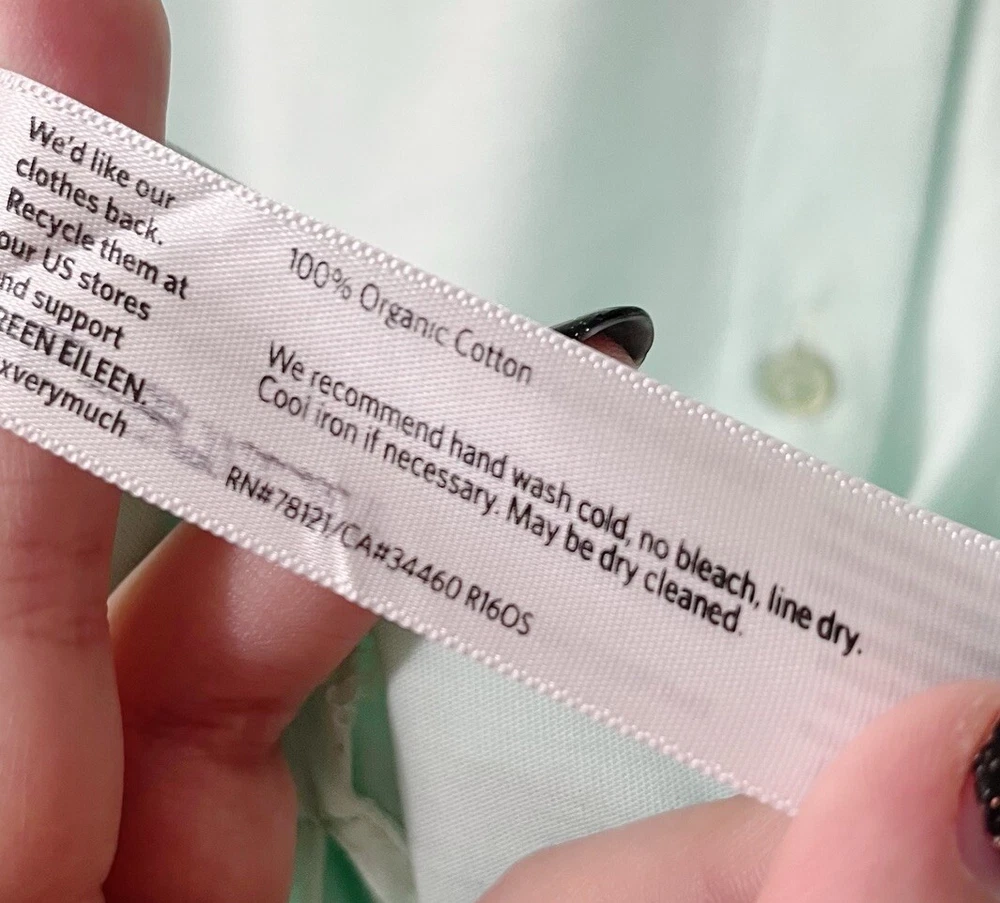 We'd like our
clothes back.
Recycle them at
our US stores
nd support
REEN EILEEN.
xverymuch
100% Organic Cotton
We recommend hand wash cold, no bleach, line dry.
Cool iron if necessary. May be dry cleaned.
RN#78121/CA#34460 R16OS